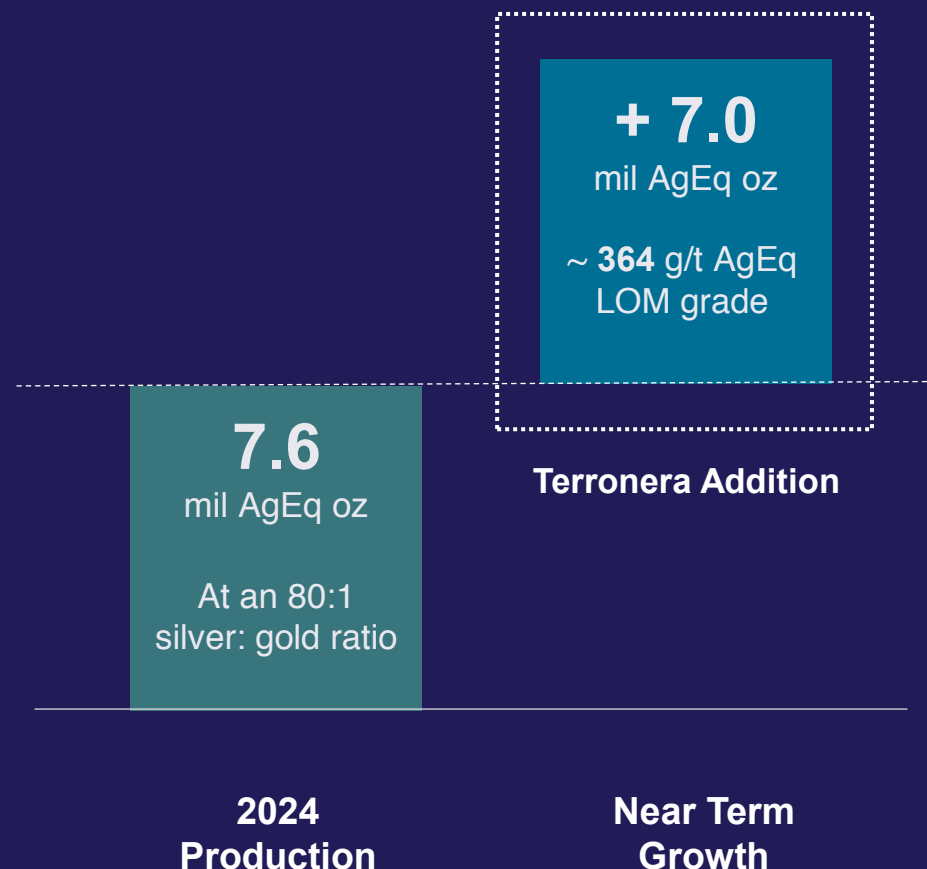 + 7.0
mil AgEq oz
~ 364 g/t AgEq
LOM grade
7.6
mil AgEq oz
At an 80:1
silver: gold ratio
Terronera Addition
2024
Production
Near Term
Growth